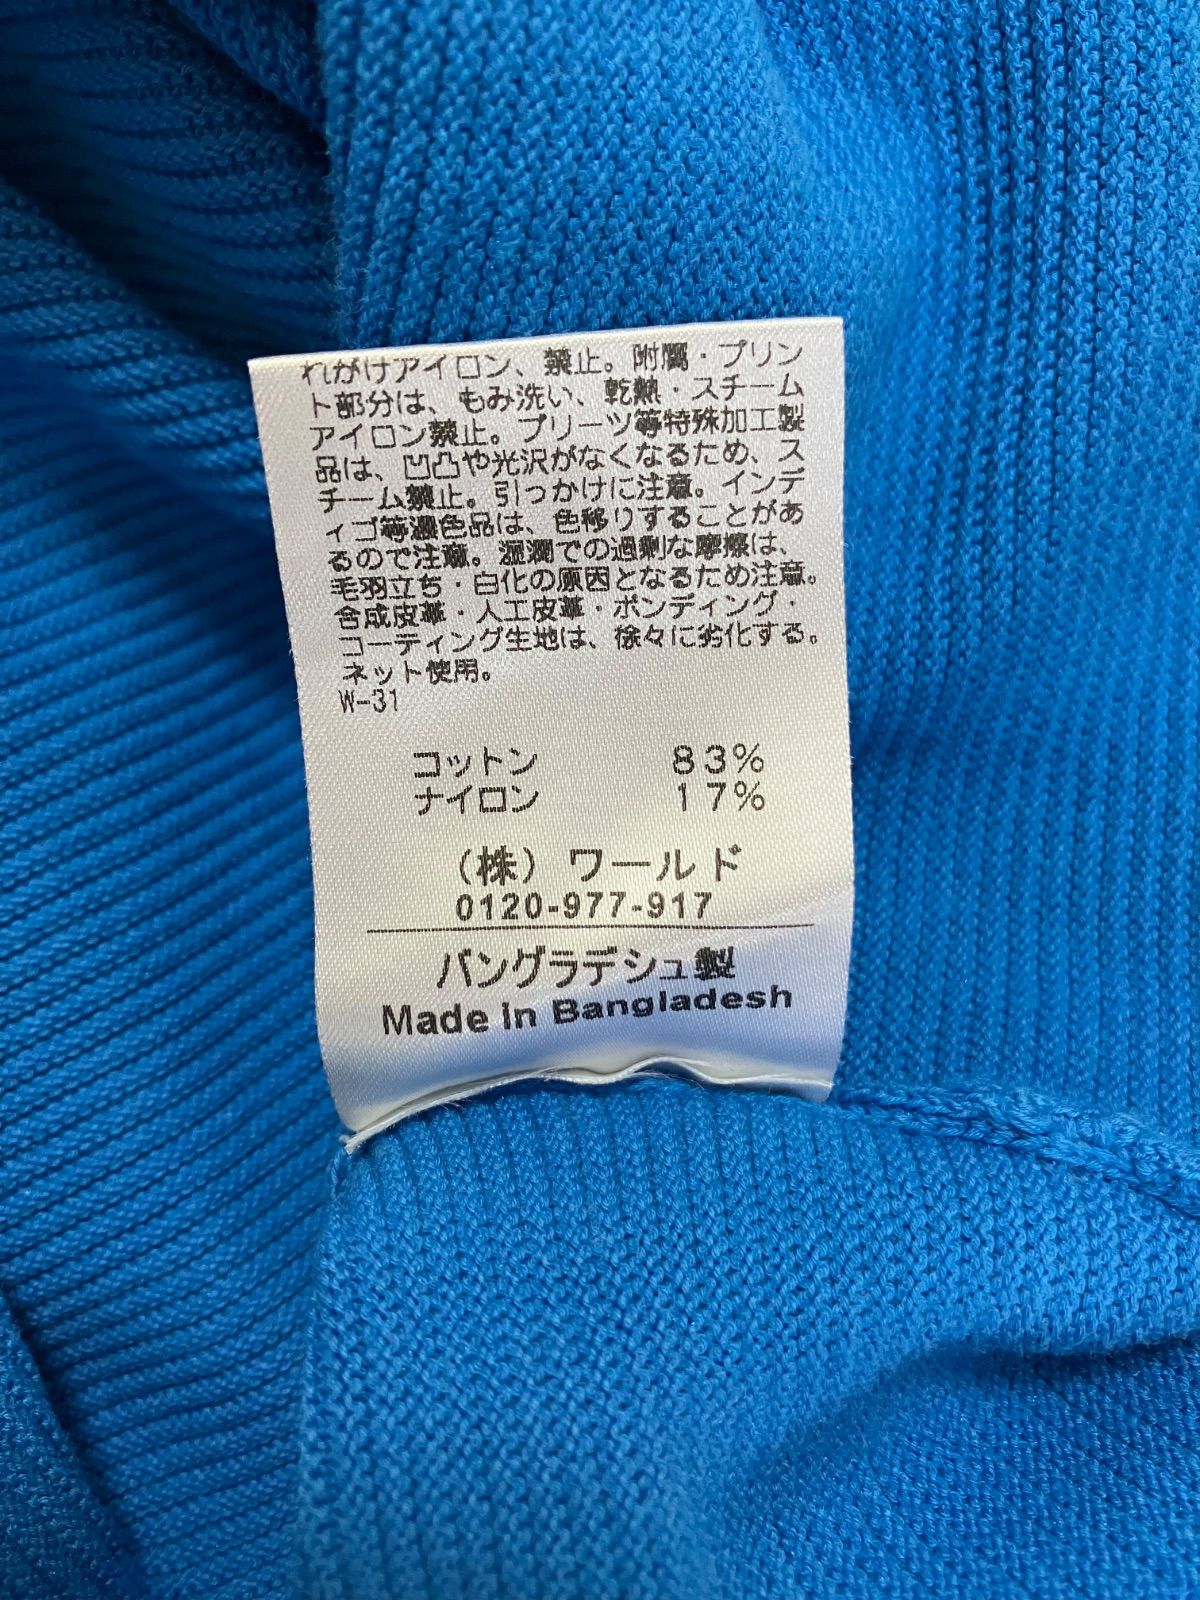 れがけアイロン、禁止。附属・プリン
ト部分は、もみ洗い、乾熱・スチーム
アイロン禁止。プリーツ等特殊加工製
品は、凹凸や光沢がなくなるため、ス
チーム禁止。引っかけに注意。インデ
ィゴ等濃色品は、色移りすることがあ
るので注意。湿潤での過剰な摩擦は、
毛羽立ち・白化の原因となるため注意。
合成皮革・人工皮革・ボンディング・
コーティング生地は、徐々に劣化する。
ネット使用。
W-31
コットン 83%
ナイロン 17%
(株)ワールド
0120-977-917
バングラデシュ製
Made in Bangladesh